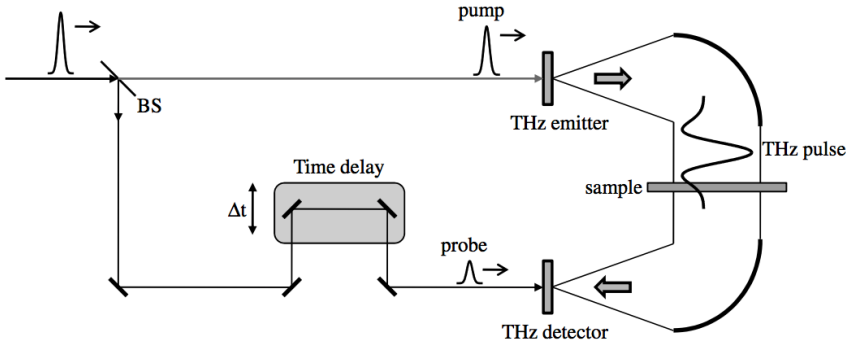 pump
BS
THz emitter
THz pulse
Time delay
sample
Δt
probe
THz detector